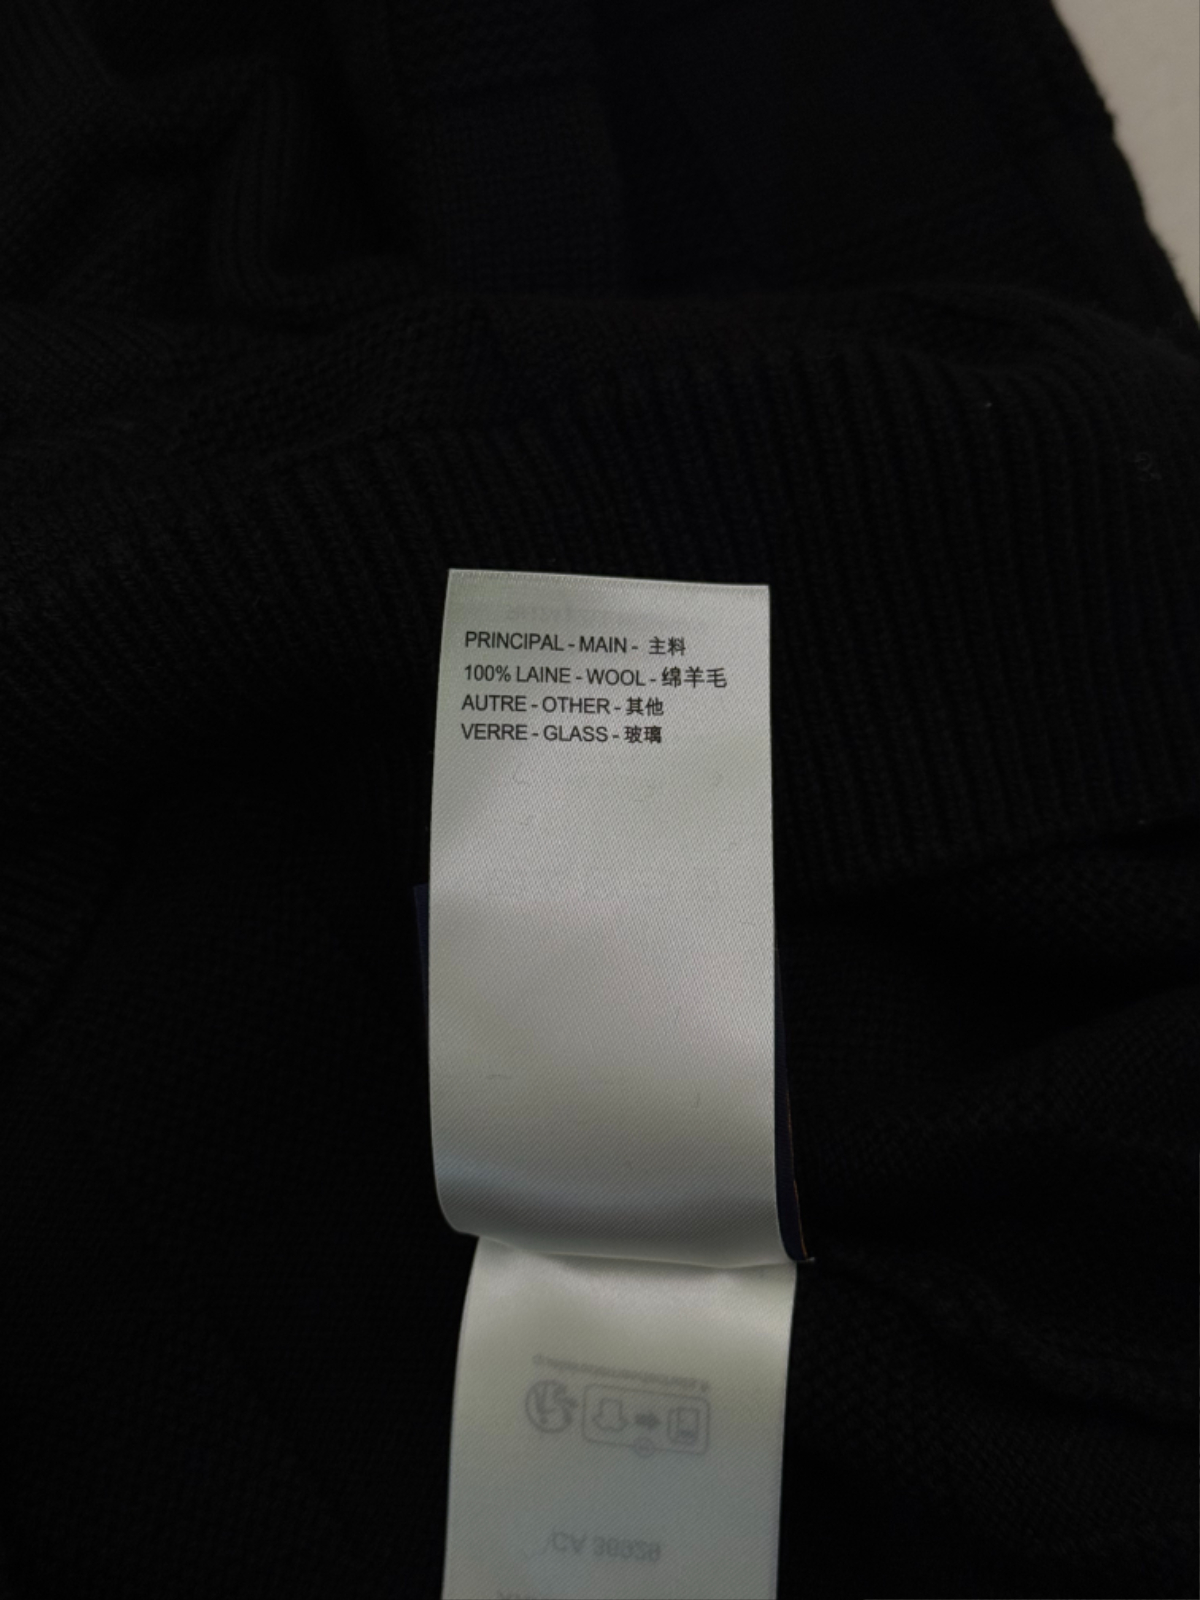 PRINCIPAL - MAIN - 主料
100% LAINE - WOOL - 绵羊毛
AUTRE - OTHER - 其他
VERRE - GLASS - 玻璃